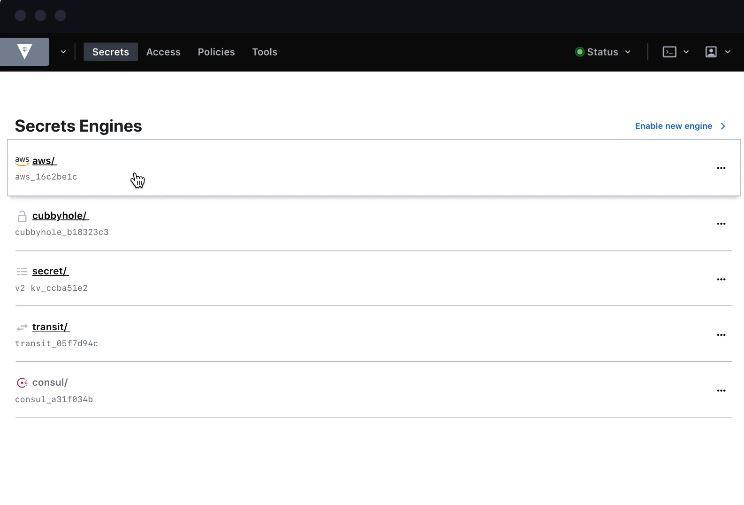 Secrets Access Policies Tools Status
Secrets Engines
Enable new engine
aws aws/
aws_16c2be1c
cubbyhole/
cubbyhole_b18323c3
secret/
v2 kv_ccba51e2
transit/
transit_05f7d94c
consul/
consul_a31f034b